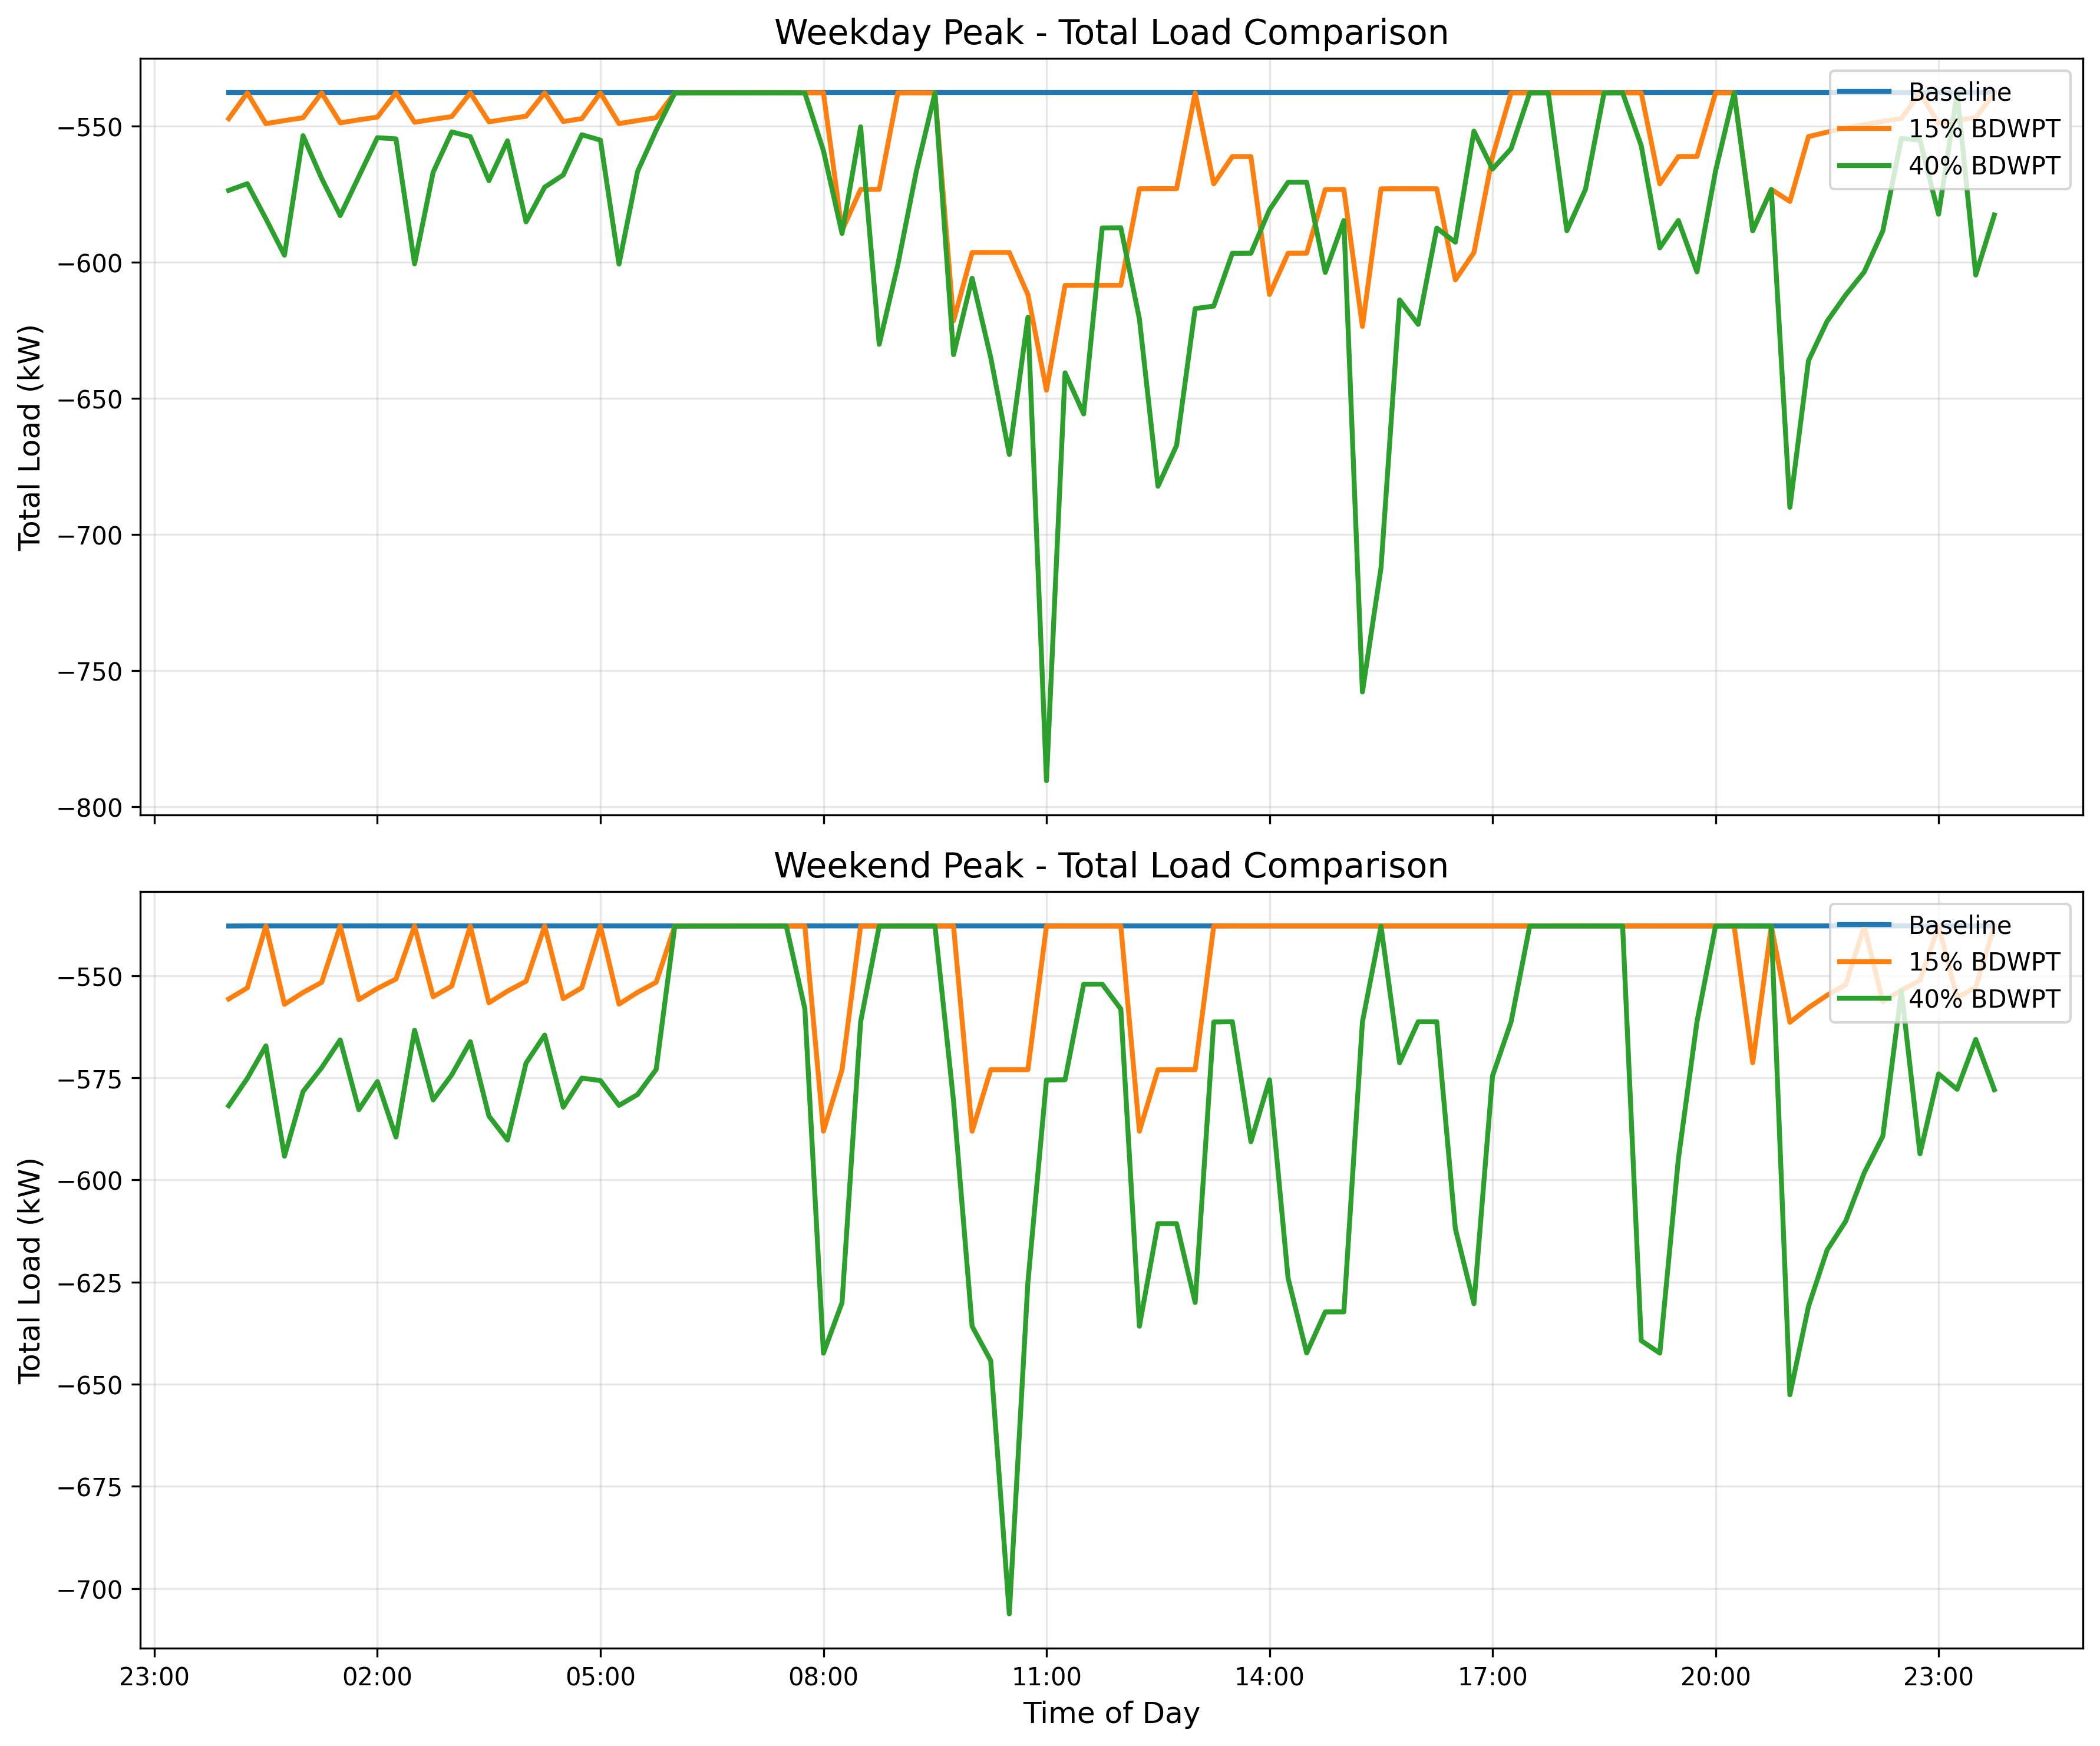 Weekday Peak - Total Load Comparison
Total Load (kW)
−550
−600
−650
−700
−750
−800
Baseline
15% BDWPT
40% BDWPT
Weekend Peak - Total Load Comparison
Total Load (kW)
−550
−575
−600
−625
−650
−675
−700
Baseline
15% BDWPT
40% BDWPT
23:00 02:00 05:00 08:00 11:00 14:00 17:00 20:00 23:00
Time of Day